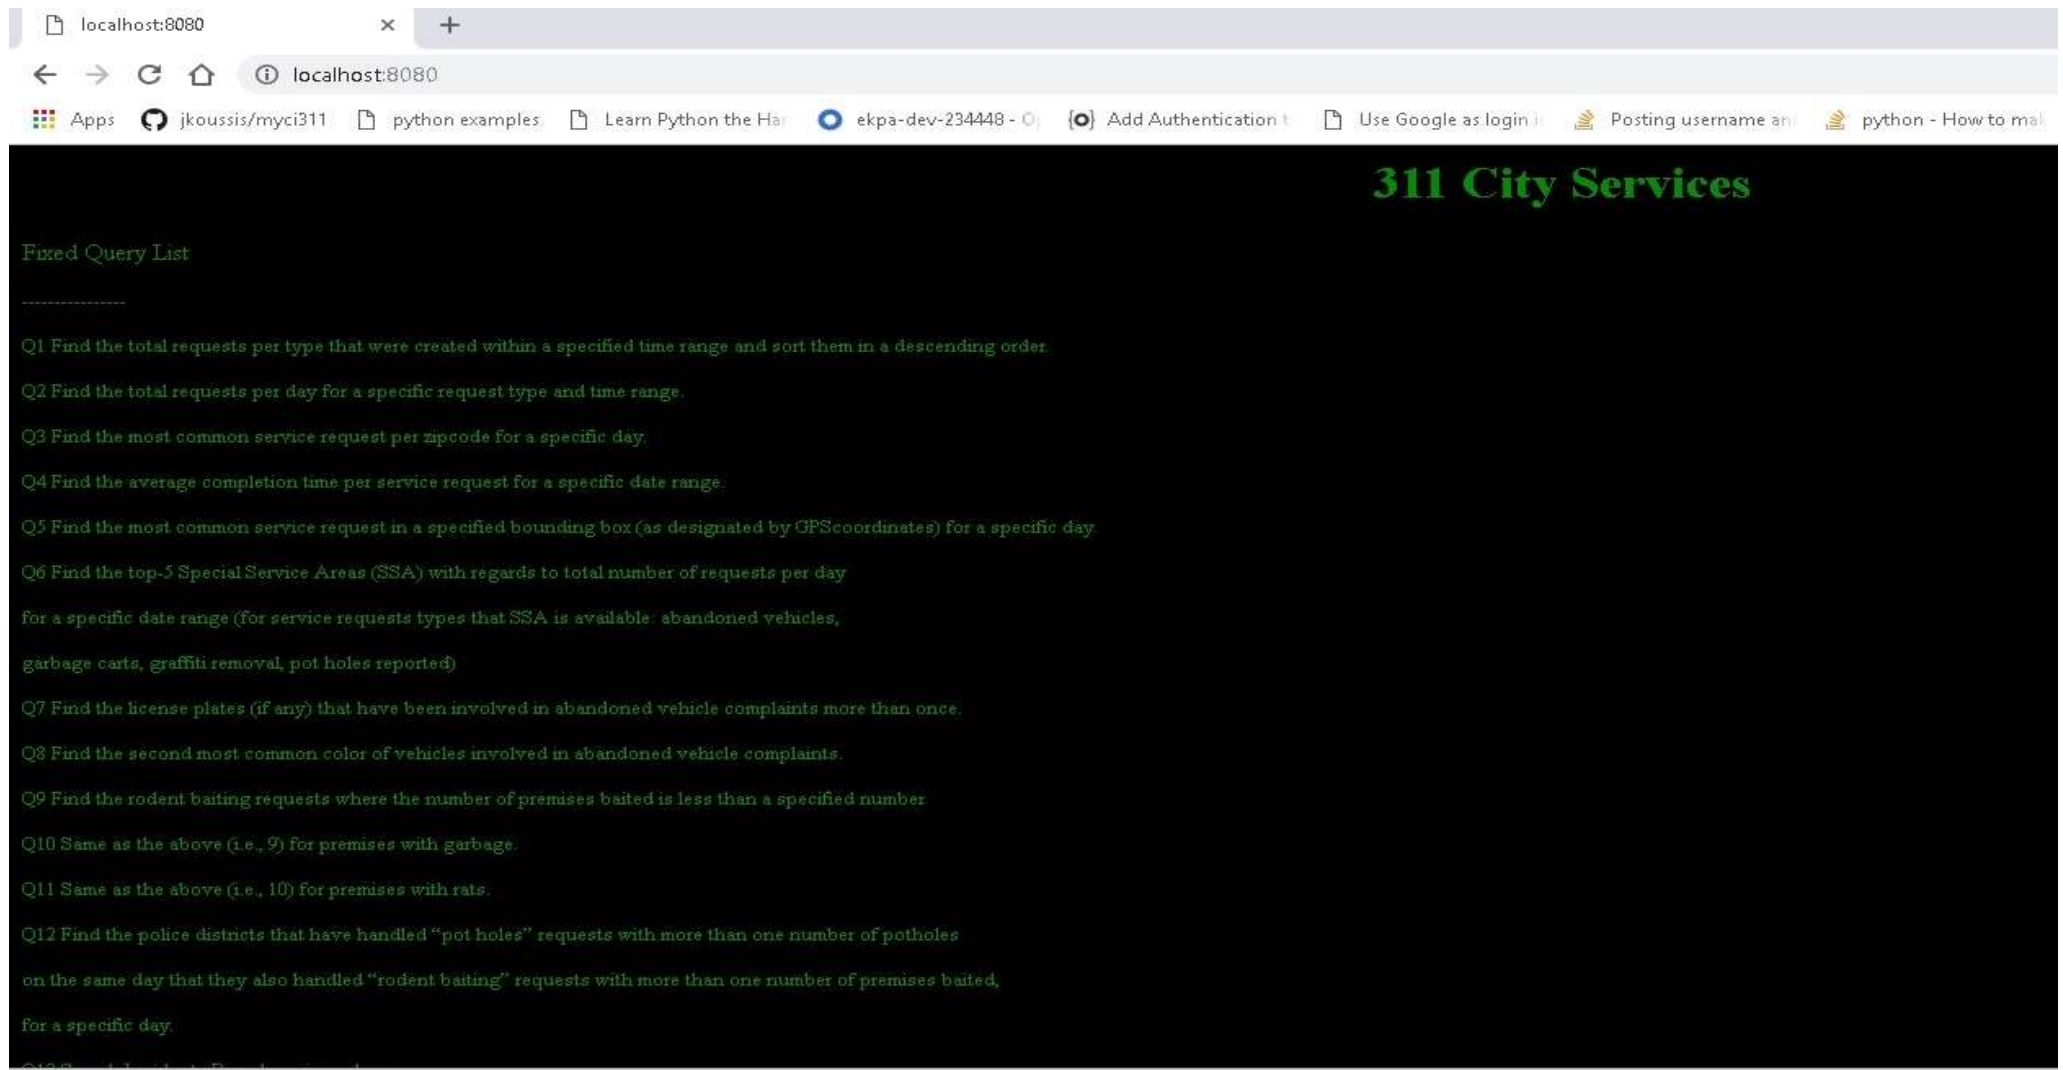 localhost:8080
localhost:8080
Apps jkoussis/myci311 python examples Learn Python the Ha ekpa-dev-234448 - O Add Authentication t Use Google as login i Posting username an python - How to mak
311 City Services
Fixed Query List
----------------
Q1 Find the total requests per type that were created within a specified time range and sort them in a descending order.
Q2 Find the total requests per day for a specific request type and time range.
Q3 Find the most common service request per zipcode for a specific day.
Q4 Find the average completion time per service request for a specific date range.
Q5 Find the most common service request in a specified bounding box (as designated by GPScoordinates) for a specific day.
Q6 Find the top-5 Special Service Areas (SSA) with regards to total number of requests per day
for a specific date range (for service requests types that SSA is available: abandoned vehicles,
garbage carts, graffiti removal, pot holes reported)
Q7 Find the license plates (if any) that have been involved in abandoned vehicle complaints more than once.
Q8 Find the second most common color of vehicles involved in abandoned vehicle complaints.
Q9 Find the rodent baiting requests where the number of premises baited is less than a specified number.
Q10 Same as the above (i.e., 9) for premises with garbage.
Q11 Same as the above (i.e., 10) for premises with rats.
Q12 Find the police districts that have handled “pot holes” requests with more than one number of potholes
on the same day that they also handled “rodent baiting” requests with more than one number of premises baited,
for a specific day.